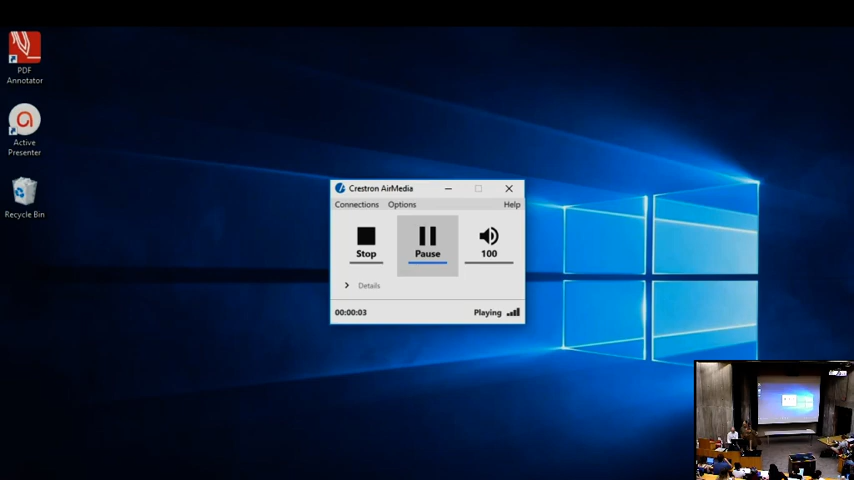 PDF
Annotator
Active
Presenter
Recycle Bin
Crestron AirMedia
Connections Options Help
Stop
Pause
100
Details
00:00:03 Playing